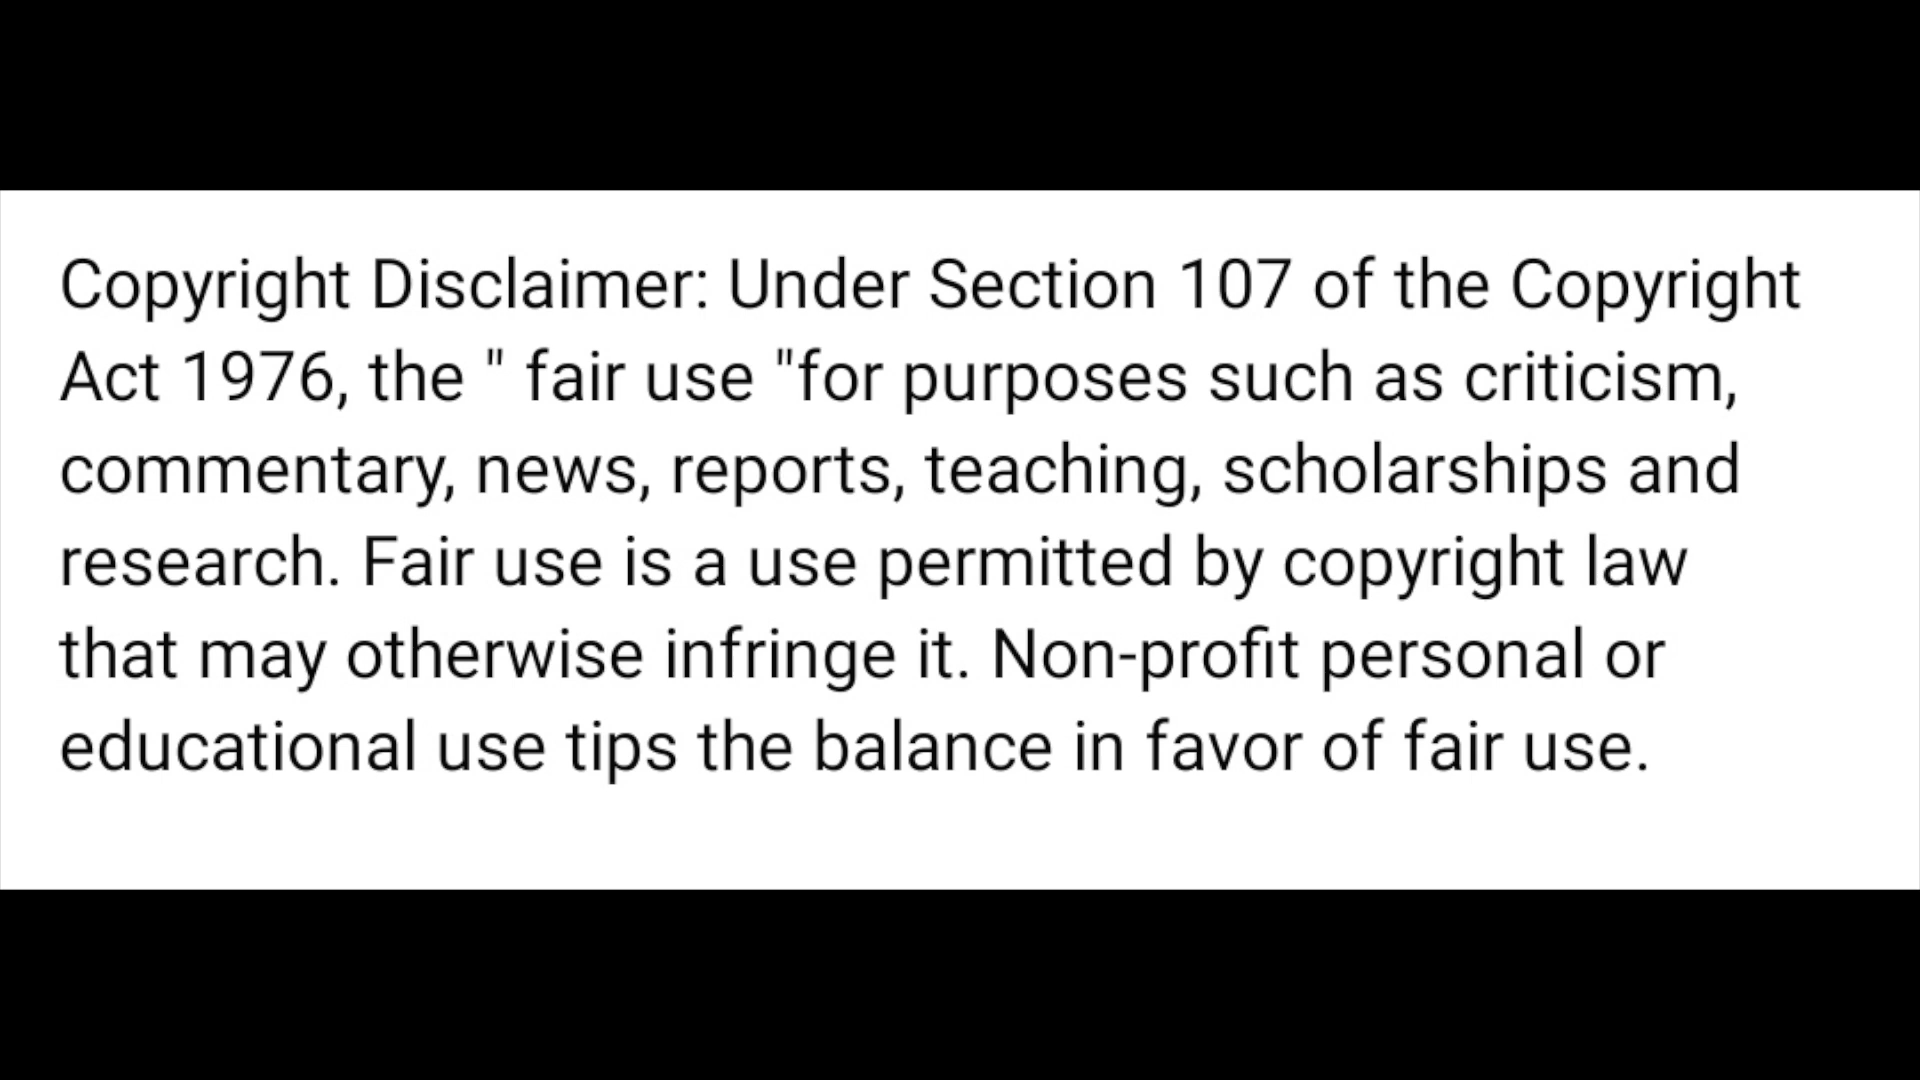 Copyright Disclaimer: Under Section 107 of the Copyright
Act 1976, the " fair use "for purposes such as criticism,
commentary, news, reports, teaching, scholarships and
research. Fair use is a use permitted by copyright law
that may otherwise infringe it. Non-profit personal or
educational use tips the balance in favor of fair use.